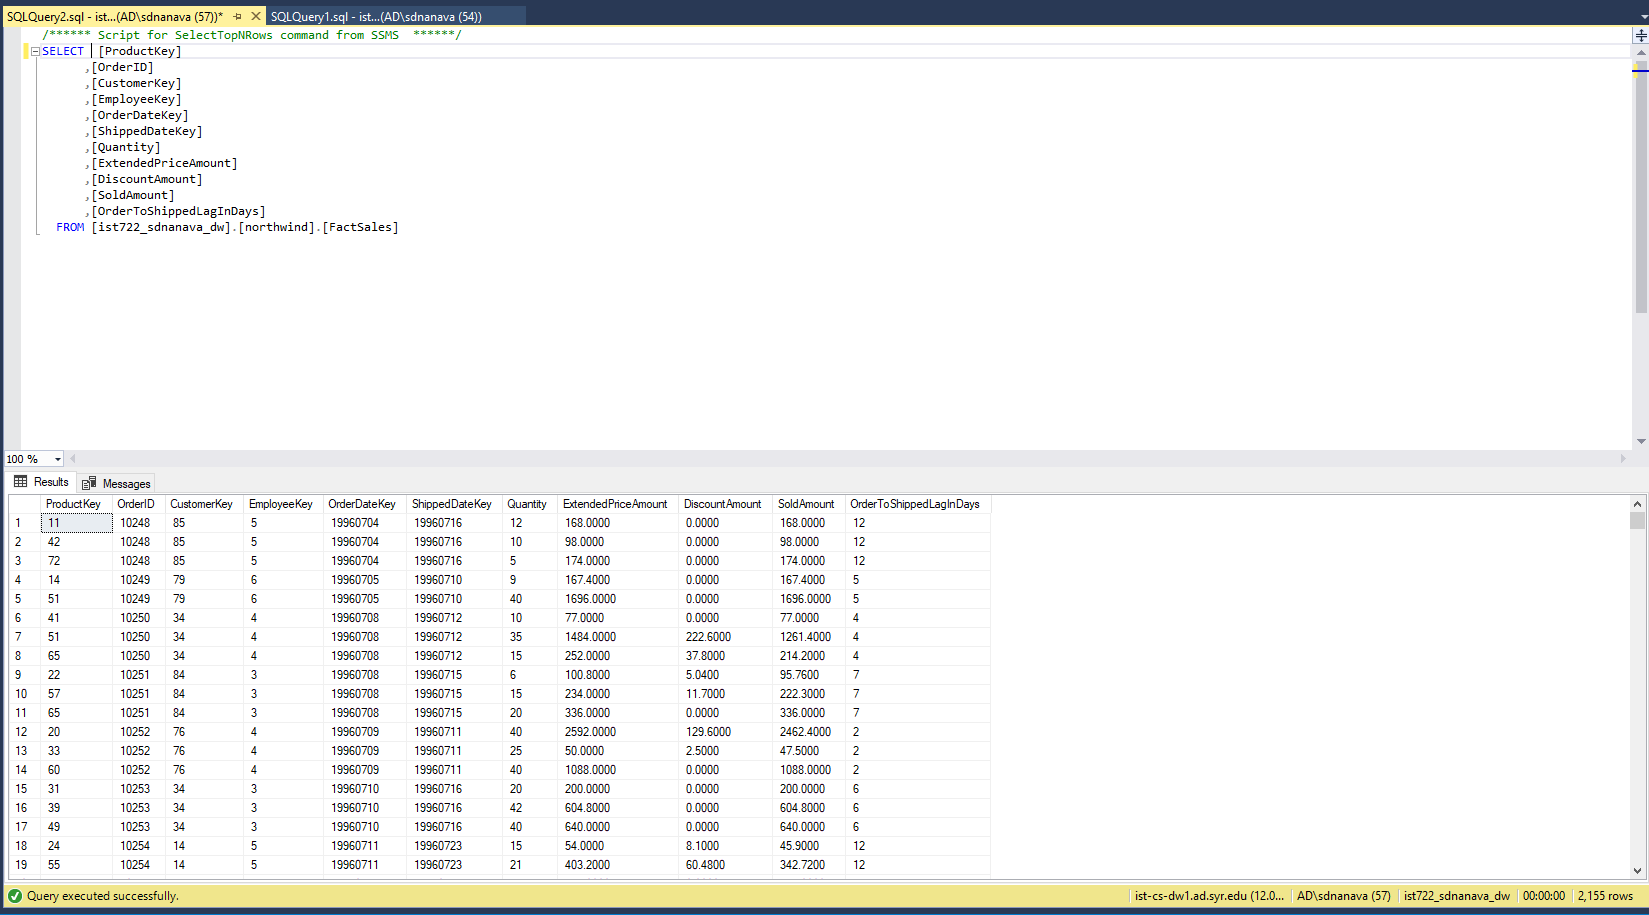 SQLQuery2.sql - ist...(AD\sdnanava (57))* SQLQuery1.sql - ist...(AD\sdnanava (54))
/****** Script for SelectTopNRows command from SSMS ******/
SELECT [ProductKey]
,[OrderID]
,[CustomerKey]
,[EmployeeKey]
,[OrderDateKey]
,[ShippedDateKey]
,[Quantity]
,[ExtendedPriceAmount]
,[DiscountAmount]
,[SoldAmount]
,[OrderToShippedLagInDays]
FROM [ist722_sdnanava_dw].[northwind].[FactSales]
100 %
Results Messages
ProductKey OrderID CustomerKey EmployeeKey OrderDateKey ShippedDateKey Quantity ExtendedPriceAmount DiscountAmount SoldAmount OrderToShippedLagInDays
1 11 10248 85 5 19960704 19960716 12 168.0000 0.0000 168.0000 12
2 42 10248 85 5 19960704 19960716 10 98.0000 0.0000 98.0000 12
3 72 10248 85 5 19960704 19960716 5 174.0000 0.0000 174.0000 12
4 14 10249 79 6 19960705 19960710 9 167.4000 0.0000 167.4000 5
5 51 10249 79 6 19960705 19960710 40 1696.0000 0.0000 1696.0000 5
6 41 10250 34 4 19960708 19960712 10 77.0000 0.0000 77.0000 4
7 51 10250 34 4 19960708 19960712 35 1484.0000 222.6000 1261.4000 4
8 65 10250 34 4 19960708 19960712 15 252.0000 37.8000 214.2000 4
9 22 10251 84 3 19960708 19960715 6 100.8000 5.0400 95.7600 7
10 57 10251 84 3 19960708 19960715 15 234.0000 11.7000 222.3000 7
11 65 10251 84 3 19960708 19960715 20 336.0000 0.0000 336.0000 7
12 20 10252 76 4 19960709 19960711 40 2592.0000 129.6000 2462.4000 2
13 33 10252 76 4 19960709 19960711 25 50.0000 2.5000 47.5000 2
14 60 10252 76 4 19960709 19960711 40 1088.0000 0.0000 1088.0000 2
15 31 10253 34 3 19960710 19960716 20 200.0000 0.0000 200.0000 6
16 39 10253 34 3 19960710 19960716 42 604.8000 0.0000 604.8000 6
17 49 10253 34 3 19960710 19960716 40 640.0000 0.0000 640.0000 6
18 24 10254 14 5 19960711 19960723 15 54.0000 8.1000 45.9000 12
19 55 10254 14 5 19960711 19960723 21 403.2000 60.4800 342.7200 12
Query executed successfully. ist-cs-dw1.ad.syr.edu (12.0... AD\sdnanava (57) ist722_sdnanava_dw 00:00:00 2,155 rows